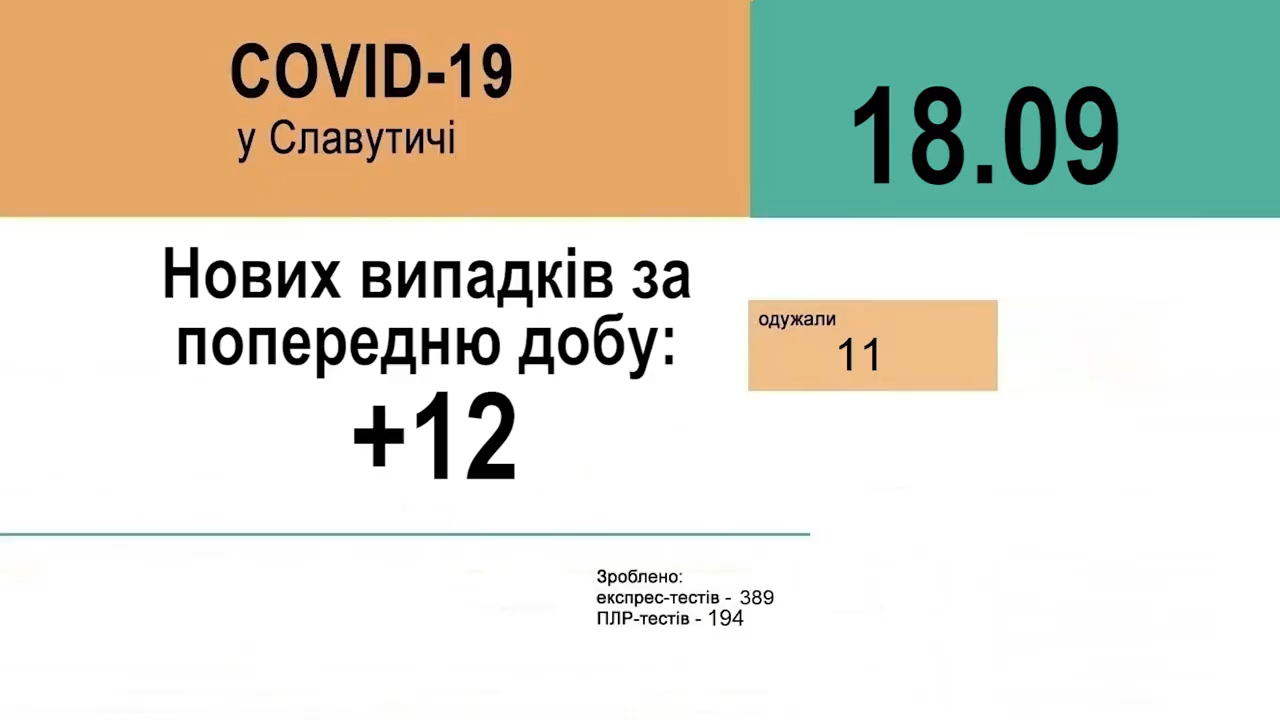 COVID-19
у Славутичі
18.09
Нових випадків за
попередню добу:
+12
одужали
11
Зроблено:
експрес-тестів - 389
ПЛР-тестів - 194